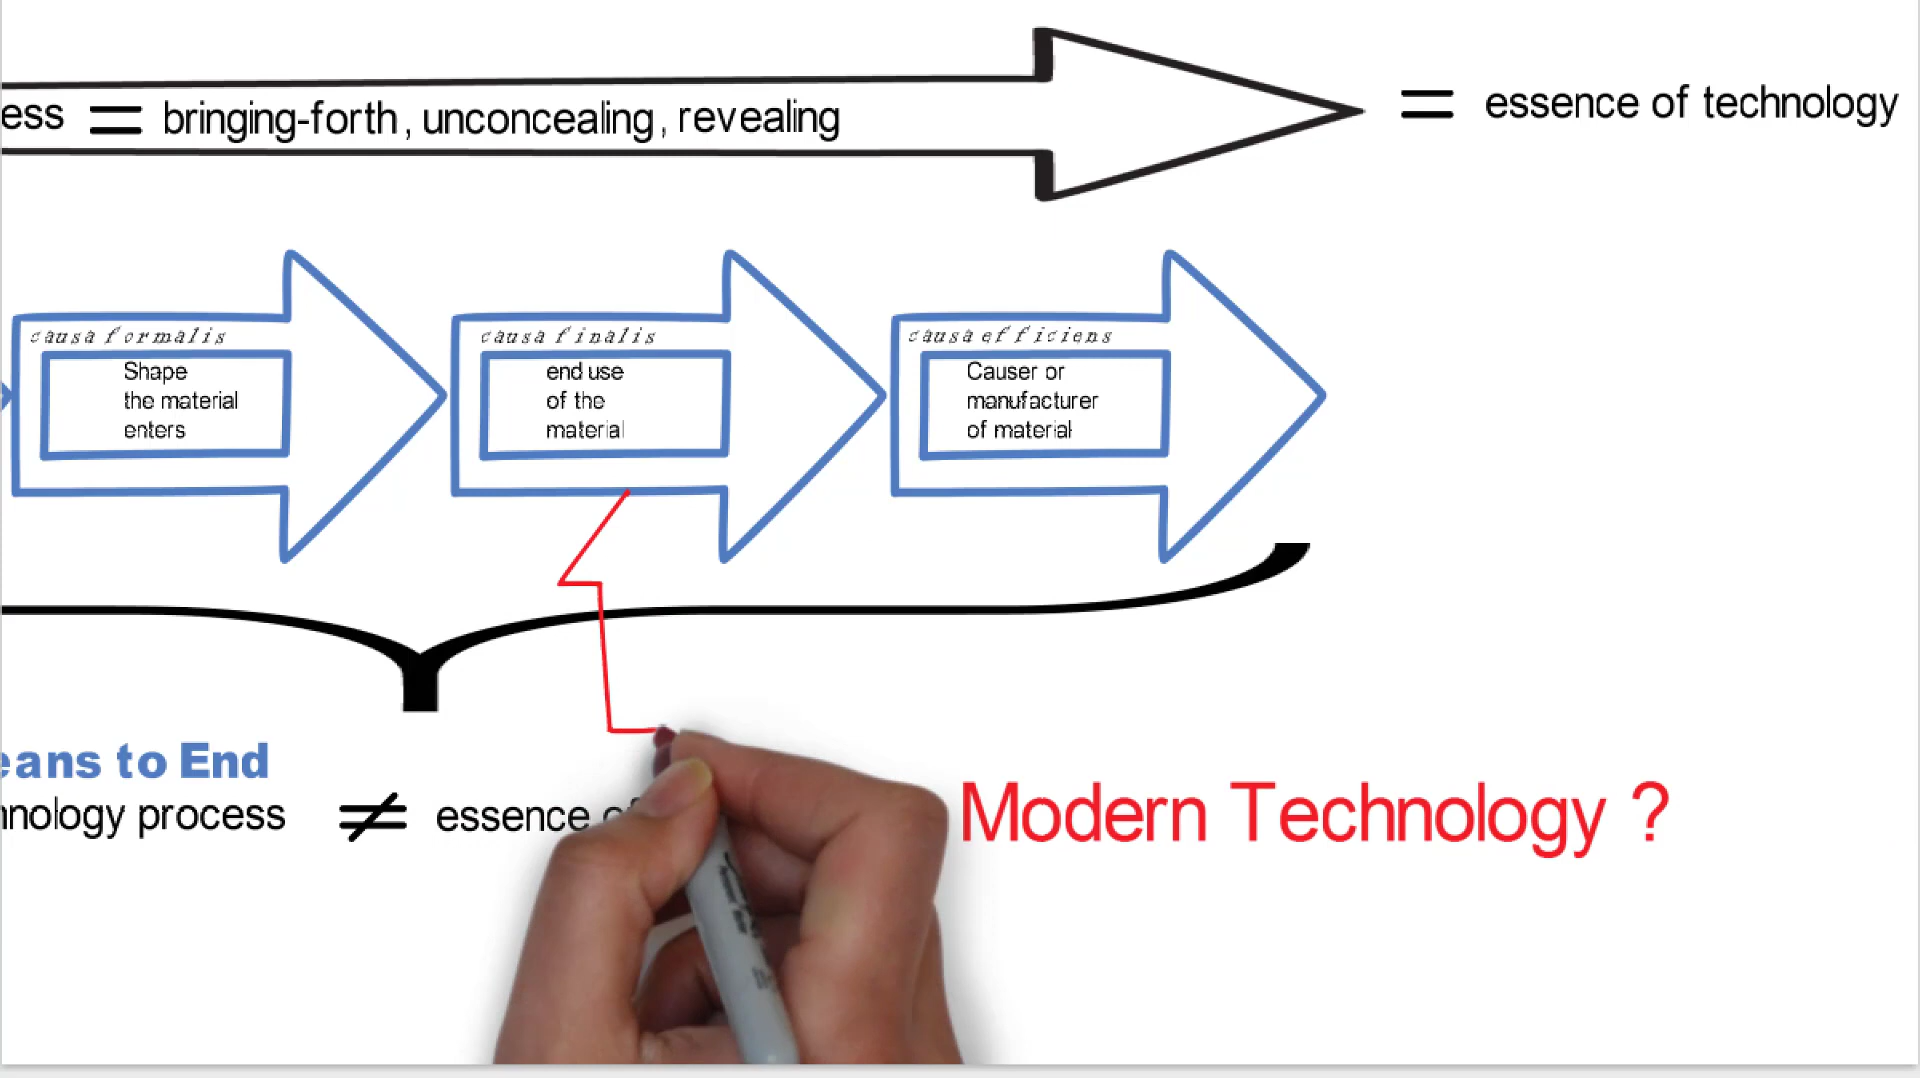 ess = bringing-forth, unconcealing, revealing = essence of technology
causa formalis
Shape
the material
enters
causa finalis
end use
of the
material
causa efficiens
Causer or
manufacturer
of material
eans to End
nology process ≠ essence of
Modern Technology ?